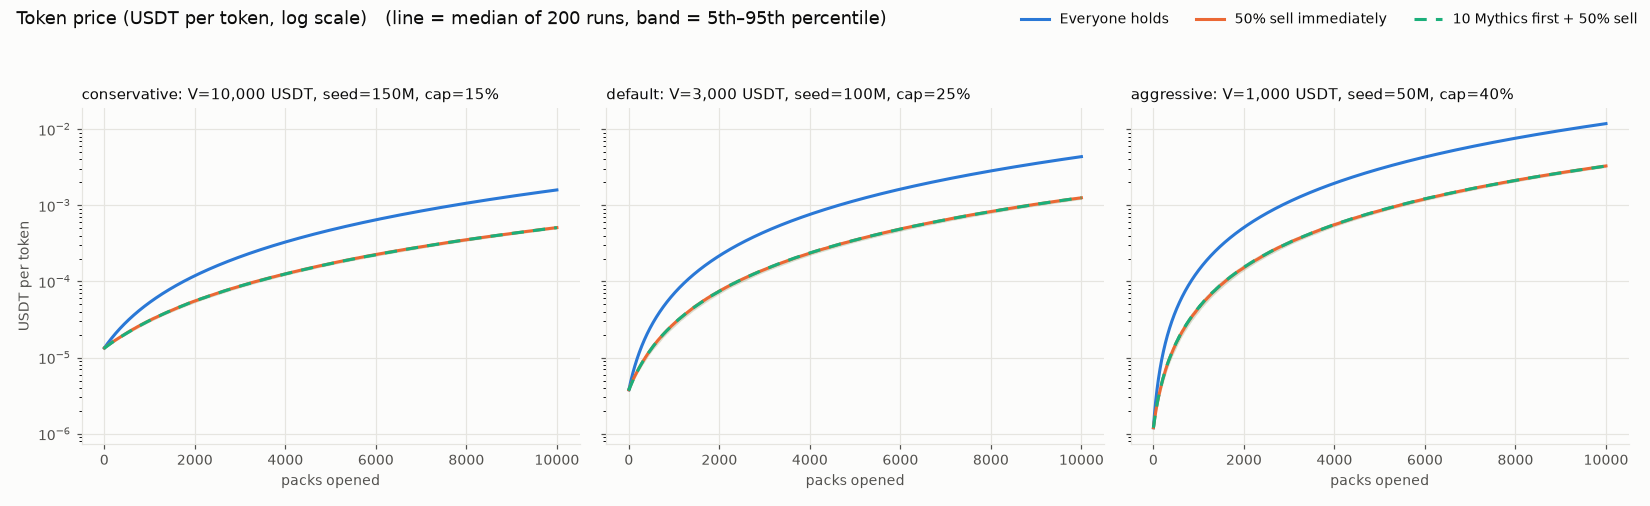 Token price (USDT per token, log scale)   (line = median of 200 runs, band = 5th–95th percentile)
Everyone holds
50% sell immediately
10 Mythics first + 50% sell
conservative: V=10,000 USDT, seed=150M, cap=15%
default: V=3,000 USDT, seed=100M, cap=25%
aggressive: V=1,000 USDT, seed=50M, cap=40%
USDT per token
10⁻²
10⁻³
10⁻⁴
10⁻⁵
10⁻⁶
0 2000 4000 6000 8000 10000
0 2000 4000 6000 8000 10000
0 2000 4000 6000 8000 10000
packs opened
packs opened
packs opened